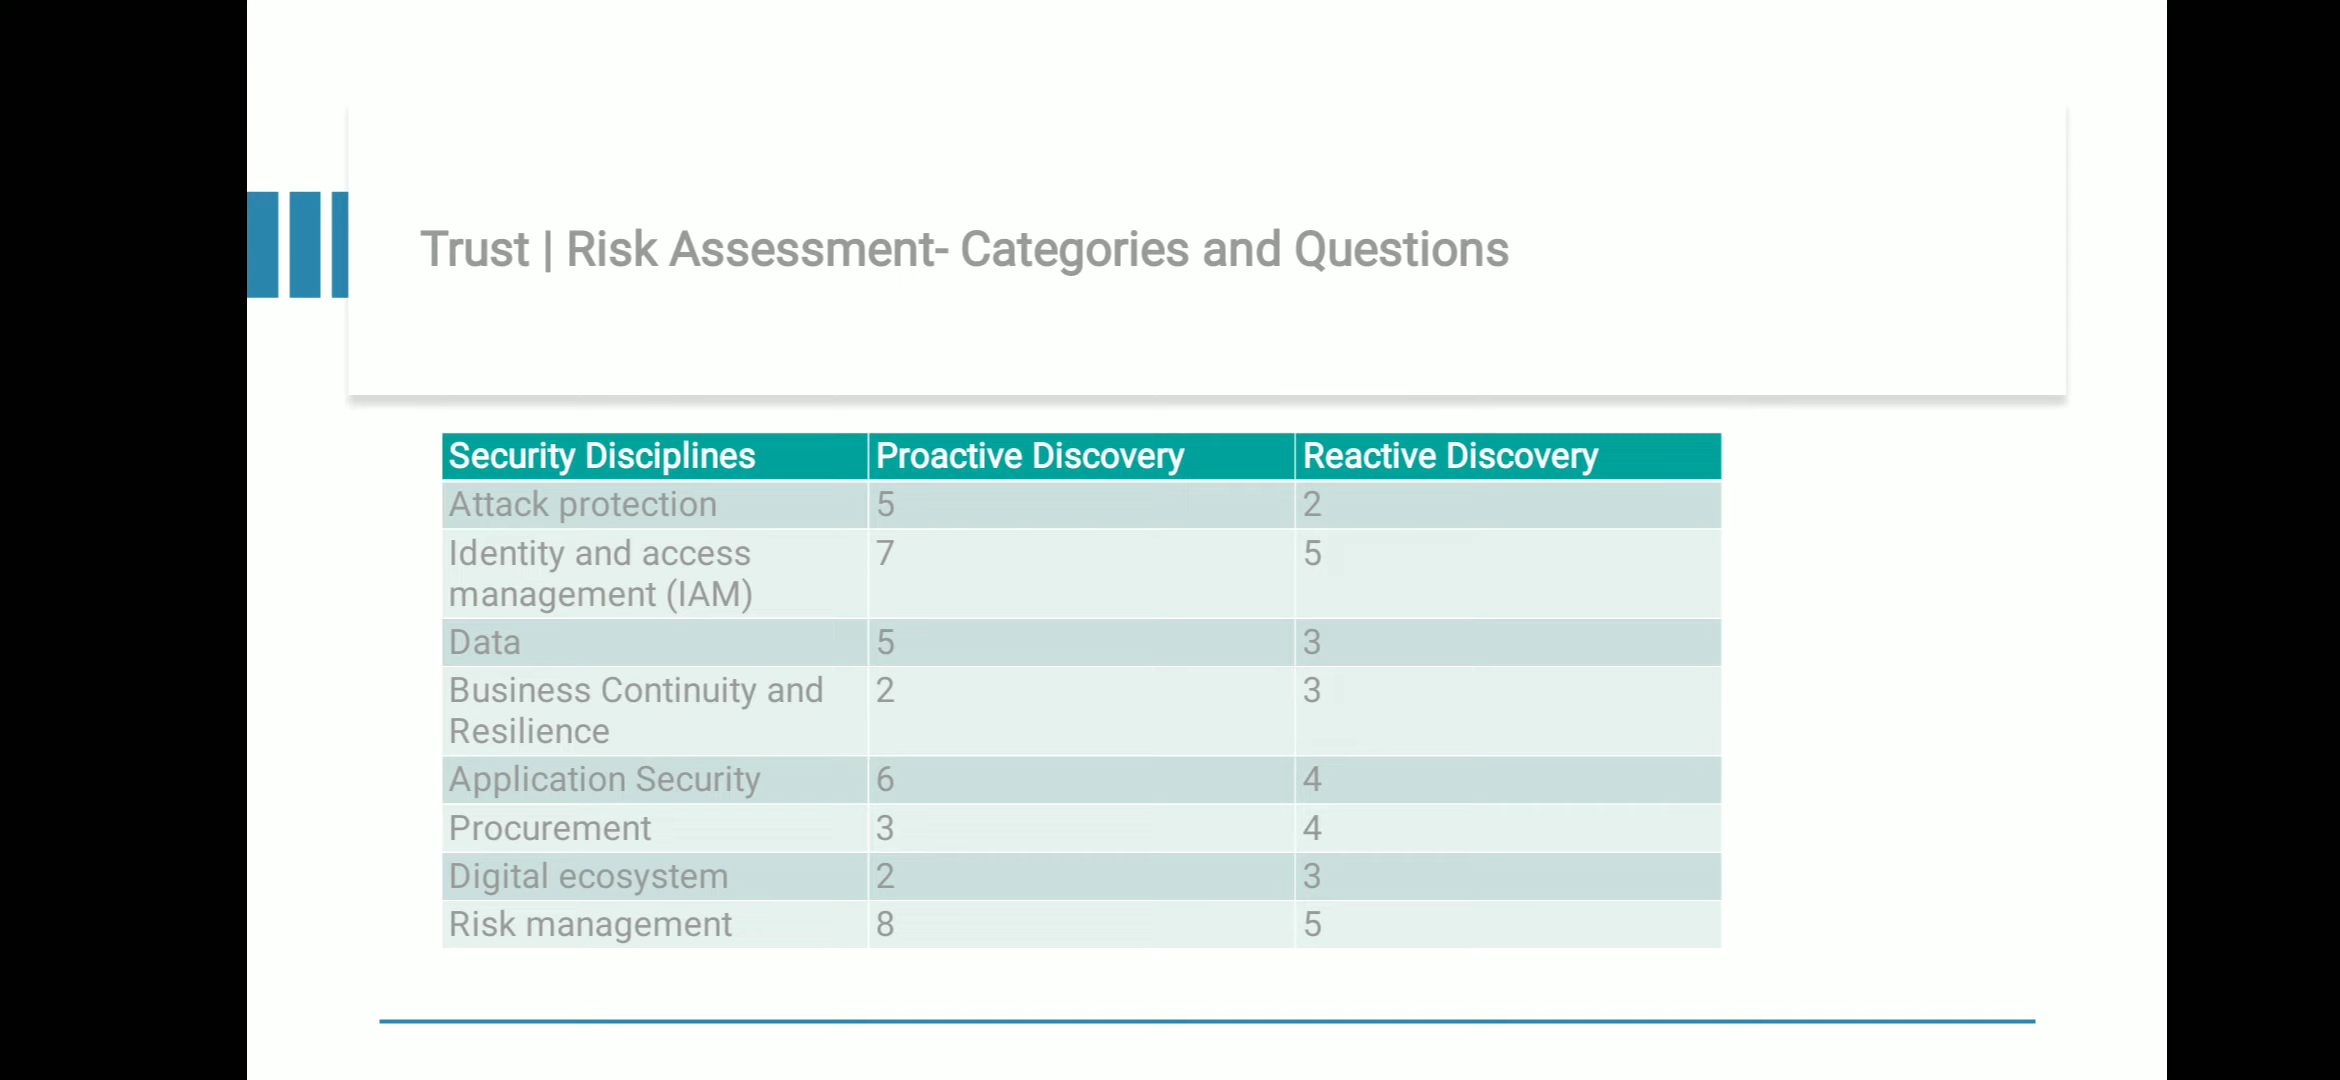 Trust | Risk Assessment- Categories and Questions
Security Disciplines Proactive Discovery Reactive Discovery
Attack protection 5 2
Identity and access 7 5
management (IAM)
Data 5 3
Business Continuity and 2 3
Resilience
Application Security 6 4
Procurement 3 4
Digital ecosystem 2 3
Risk management 8 5